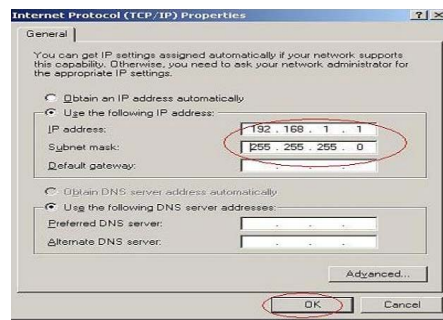 Internet Protocol (TCP/IP) Properties
General
You can get IP settings assigned automatically if your network supports
this capability. Otherwise, you need to ask your network administrator for
the appropriate IP settings.
Obtain an IP address automatically
Use the following IP address:
IP address: 192 . 168 . 1 . 1
Subnet mask: 255 . 255 . 255 . 0
Default gateway: . . .
Obtain DNS server address automatically
Use the following DNS server addresses:
Preferred DNS server: . . .
Alternate DNS server: . . .
Advanced...
OK Cancel